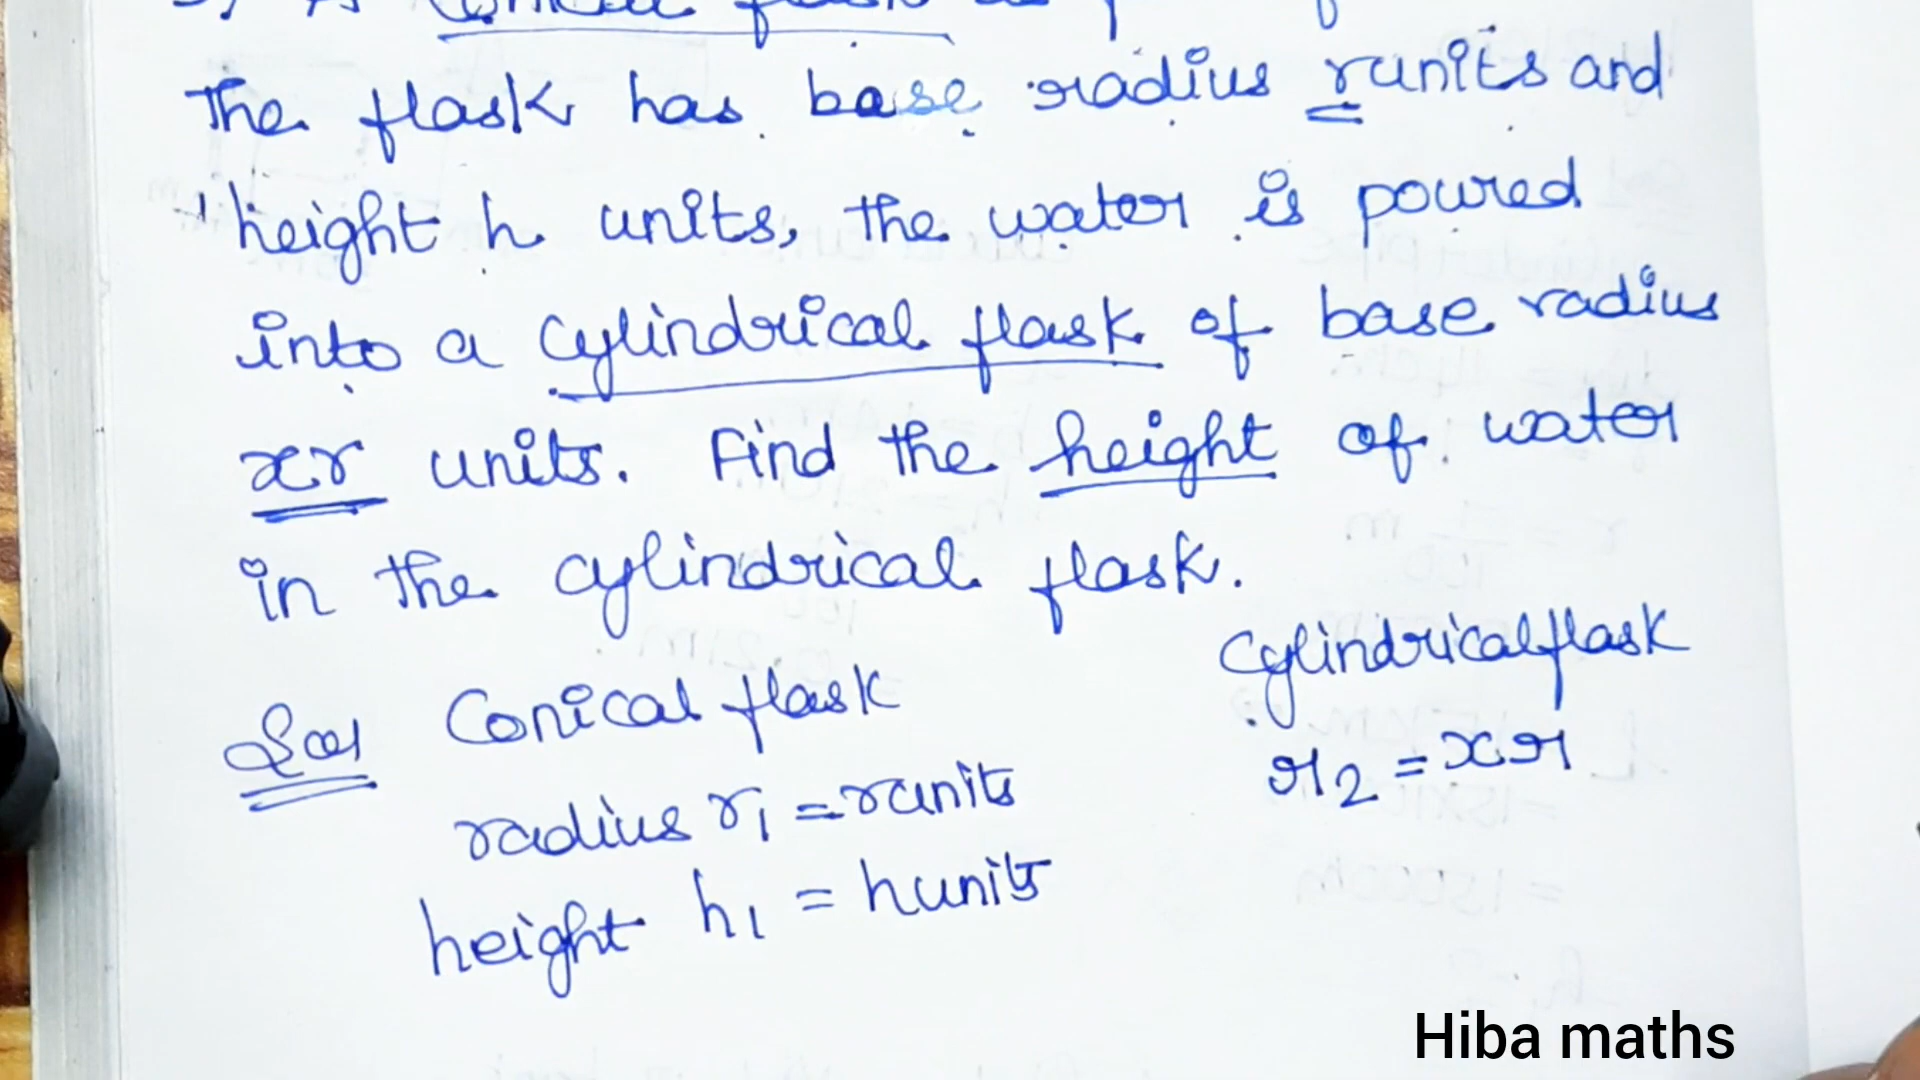 The flask has base radius r units and
height h units, the water is poured
into a cylindrical flask of base radius
xr units. Find the height of water
in the cylindrical flask.
Cylindrical flask
Sol Conical flask
r2 = xr
radius r1 = r units
height h1 = h units
Hiba maths